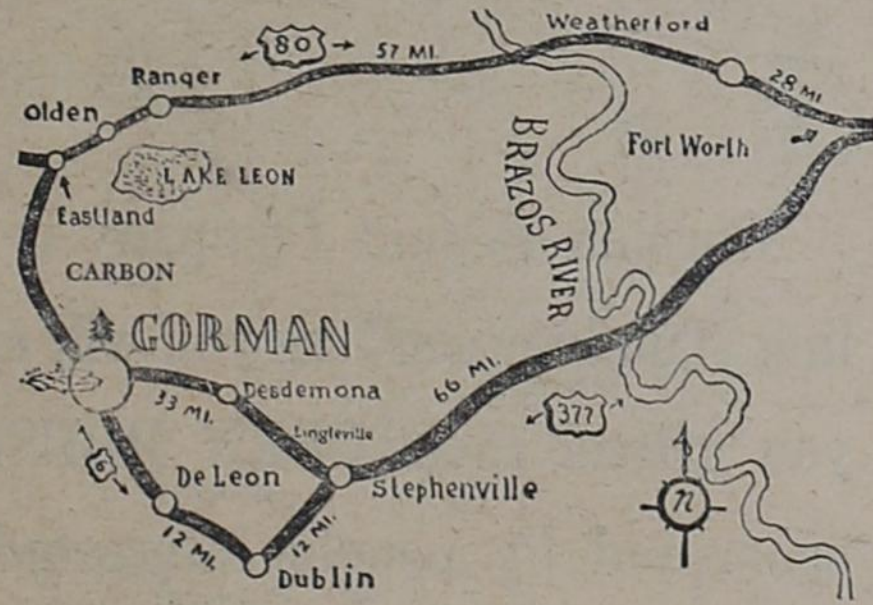 Weatherford
80
57 MI.
28 MI.
Ranger
Olden
Fort Worth
LAKE LEON
BRAZOS RIVER
Eastland
CARBON
GORMAN
66 MI.
Desdemona
33 MI.
377
Lingleville
6
De Leon
Stephenville
n
12 MI.
12 MI.
Dublin